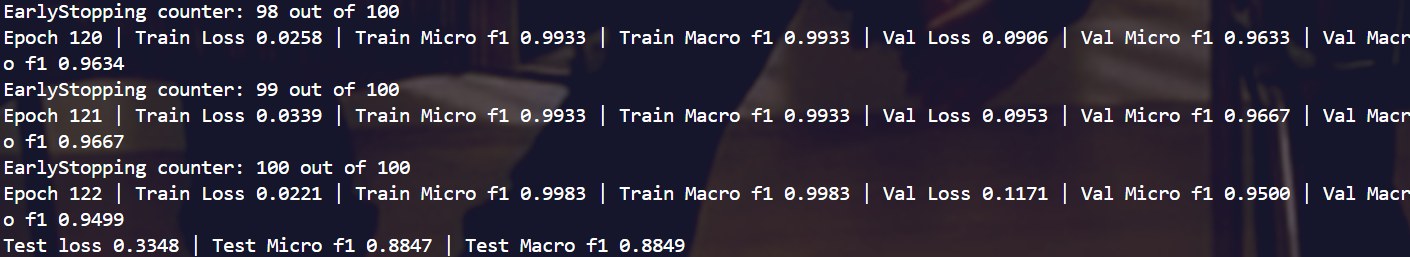 EarlyStopping counter: 98 out of 100
Epoch 120 | Train Loss 0.0258 | Train Micro f1 0.9933 | Train Macro f1 0.9933 | Val Loss 0.0906 | Val Micro f1 0.9633 | Val Macr
o f1 0.9634
EarlyStopping counter: 99 out of 100
Epoch 121 | Train Loss 0.0339 | Train Micro f1 0.9933 | Train Macro f1 0.9933 | Val Loss 0.0953 | Val Micro f1 0.9667 | Val Macr
o f1 0.9667
EarlyStopping counter: 100 out of 100
Epoch 122 | Train Loss 0.0221 | Train Micro f1 0.9983 | Train Macro f1 0.9983 | Val Loss 0.1171 | Val Micro f1 0.9500 | Val Macr
o f1 0.9499
Test loss 0.3348 | Test Micro f1 0.8847 | Test Macro f1 0.8849